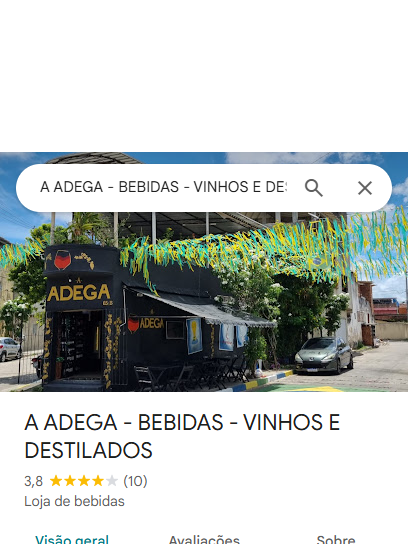 A ADEGA - BEBIDAS - VINHOS E DES
A
ADEGA
ADEGA
A ADEGA - BEBIDAS - VINHOS E
DESTILADOS
3,8 (10)
Loja de bebidas
Visão geral Avaliações Sobre